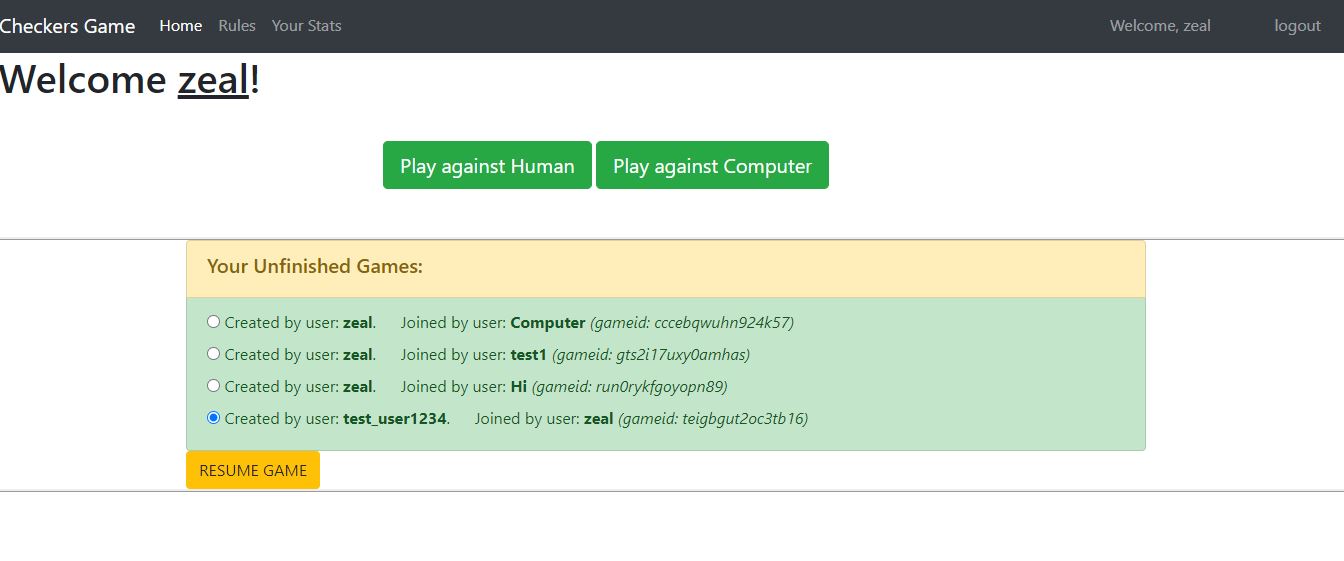 Checkers Game Home Rules Your Stats Welcome, zeal logout
Welcome zeal!
Play against Human Play against Computer
Your Unfinished Games:
Created by user: zeal. Joined by user: Computer (gameid: cccebqwuhn924k57)
Created by user: zeal. Joined by user: test1 (gameid: gts2i17uxy0amhas)
Created by user: zeal. Joined by user: Hi (gameid: run0rykfgoyopn89)
Created by user: test_user1234. Joined by user: zeal (gameid: teigbgut2oc3tb16)
RESUME GAME